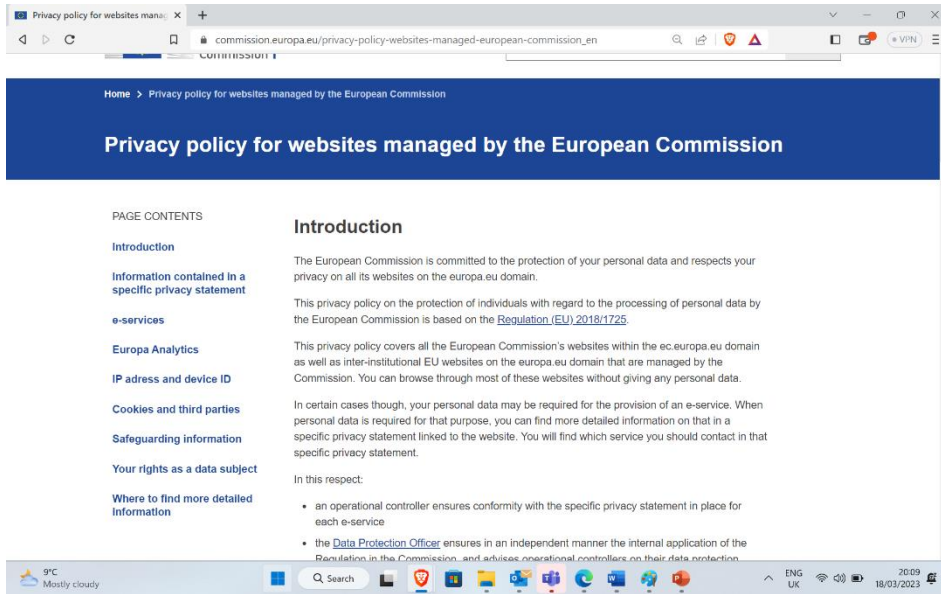 Privacy policy for websites manag
commission.europa.eu/privacy-policy-websites-managed-european-commission_en
VPN
Commission
Home > Privacy policy for websites managed by the European Commission
Privacy policy for websites managed by the European Commission
PAGE CONTENTS
Introduction
Information contained in a
specific privacy statement
e-services
Europa Analytics
IP adress and device ID
Cookies and third parties
Safeguarding information
Your rights as a data subject
Where to find more detailed
information
Introduction
The European Commission is committed to the protection of your personal data and respects your
privacy on all its websites on the europa.eu domain.
This privacy policy on the protection of individuals with regard to the processing of personal data by
the European Commission is based on the Regulation (EU) 2018/1725.
This privacy policy covers all the European Commission's websites within the ec.europa.eu domain
as well as inter-institutional EU websites on the europa.eu domain that are managed by the
Commission. You can browse through most of these websites without giving any personal data.
In certain cases though, your personal data may be required for the provision of an e-service. When
personal data is required for that purpose, you can find more detailed information on that in a
specific privacy statement linked to the website. You will find which service you should contact in that
specific privacy statement.
In this respect:
• an operational controller ensures conformity with the specific privacy statement in place for
each e-service
• the Data Protection Officer ensures in an independent manner the internal application of the
Regulation in the Commission, and advises operational controllers on their data protection
9°C
Mostly cloudy
Search
ENG
UK
20:09
18/03/2023